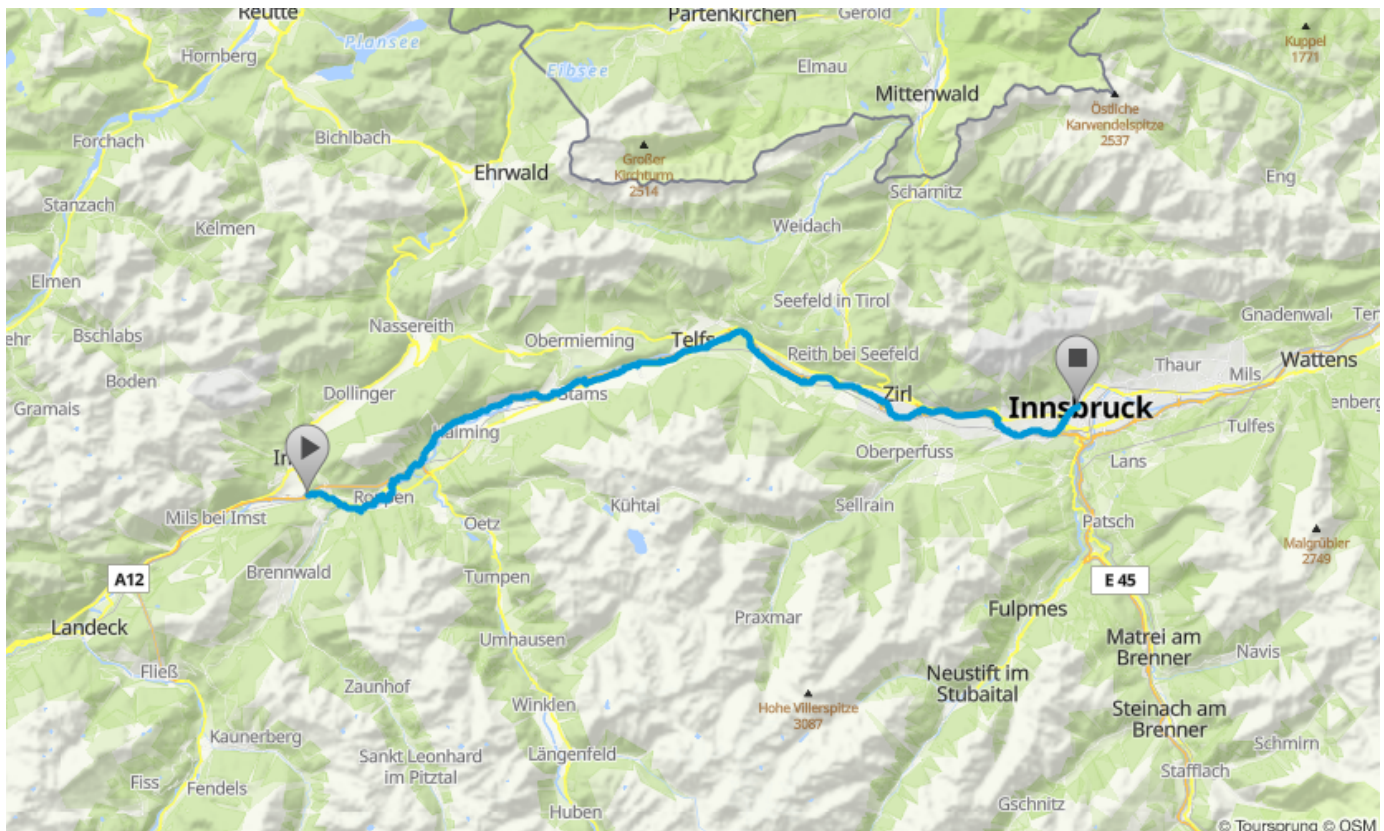 Reutte
Partenkirchen
Gerold
Plansee
Hornberg
Eibsee
Elmau
Kuppel
1771
Mittenwald
Östliche
Karwendelspitze
2537
Forchach
Bichlbach
Ehrwald
Großer
Kirchturm
2514
Eng
Stanzach
Scharnitz
Kelmen
Weidach
Elmen
Seefeld in Tirol
Gnadenwal
Ter
Nassereith
ehr
Bschlabs
Obermieming
Telfs
Reith bei Seefeld
Thaur
Wattens
Mils
Boden
Dollinger
Zirl
Innsbruck
enberg
Gramais
Stams
Haiming
Tulfes
Oberperfuss
Lans
Im
Roppen
Mils bei Imst
Kühtai
Sellrain
Oetz
Patsch
Malgrübler
2749
A12
Brennwald
Tumpen
E 45
Fulpmes
Praxmar
Landeck
Umhausen
Matrei am
Brenner
Navis
Fließ
Neustift im
Stubaital
Zaunhof
Winklen
Hohe Villerspitze
3087
Steinach am
Brenner
Kaunerberg
Sankt Leonhard
im Pitztal
Längenfeld
Schmirn
Fiss
Fendels
Stafflach
Huben
Gschnitz
© Toursprung © OSM